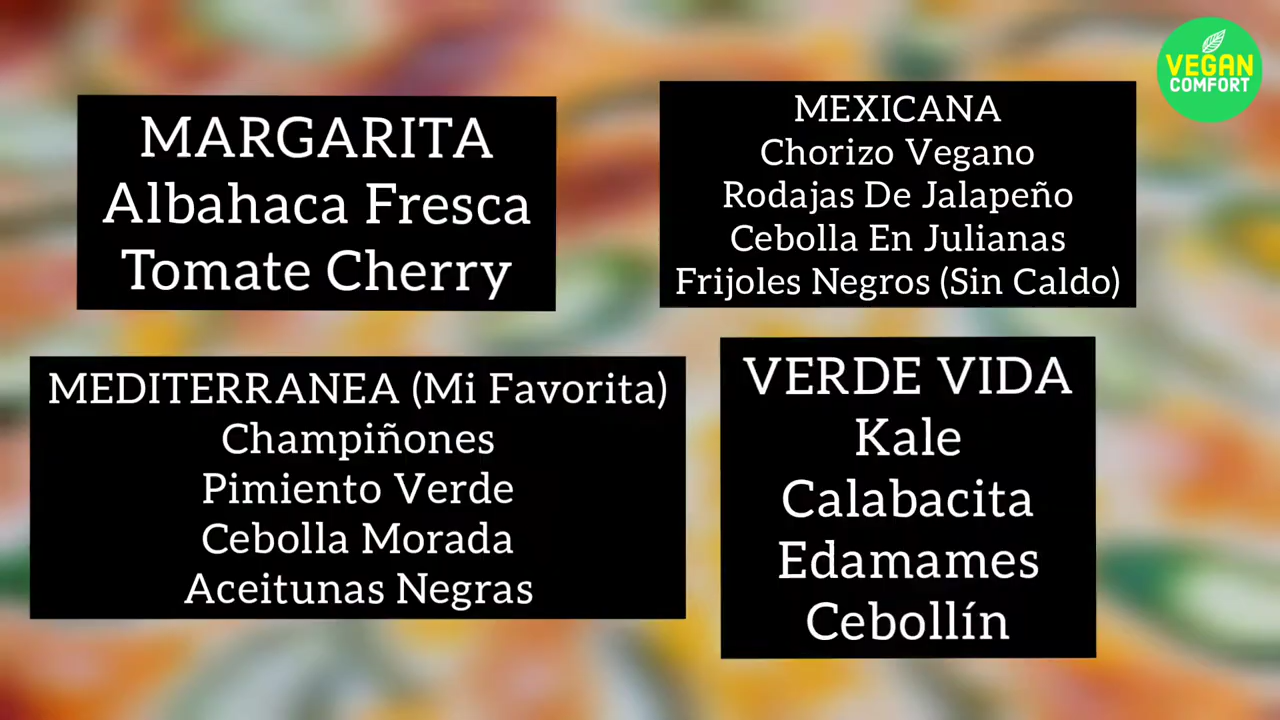 MARGARITA
Albahaca Fresca
Tomate Cherry
MEXICANA
Chorizo Vegano
Rodajas De Jalapeño
Cebolla En Julianas
Frijoles Negros (Sin Caldo)
MEDITERRANEA (Mi Favorita)
Champiñones
Pimiento Verde
Cebolla Morada
Aceitunas Negras
VERDE VIDA
Kale
Calabacita
Edamames
Cebollín
VEGAN
COMFORT